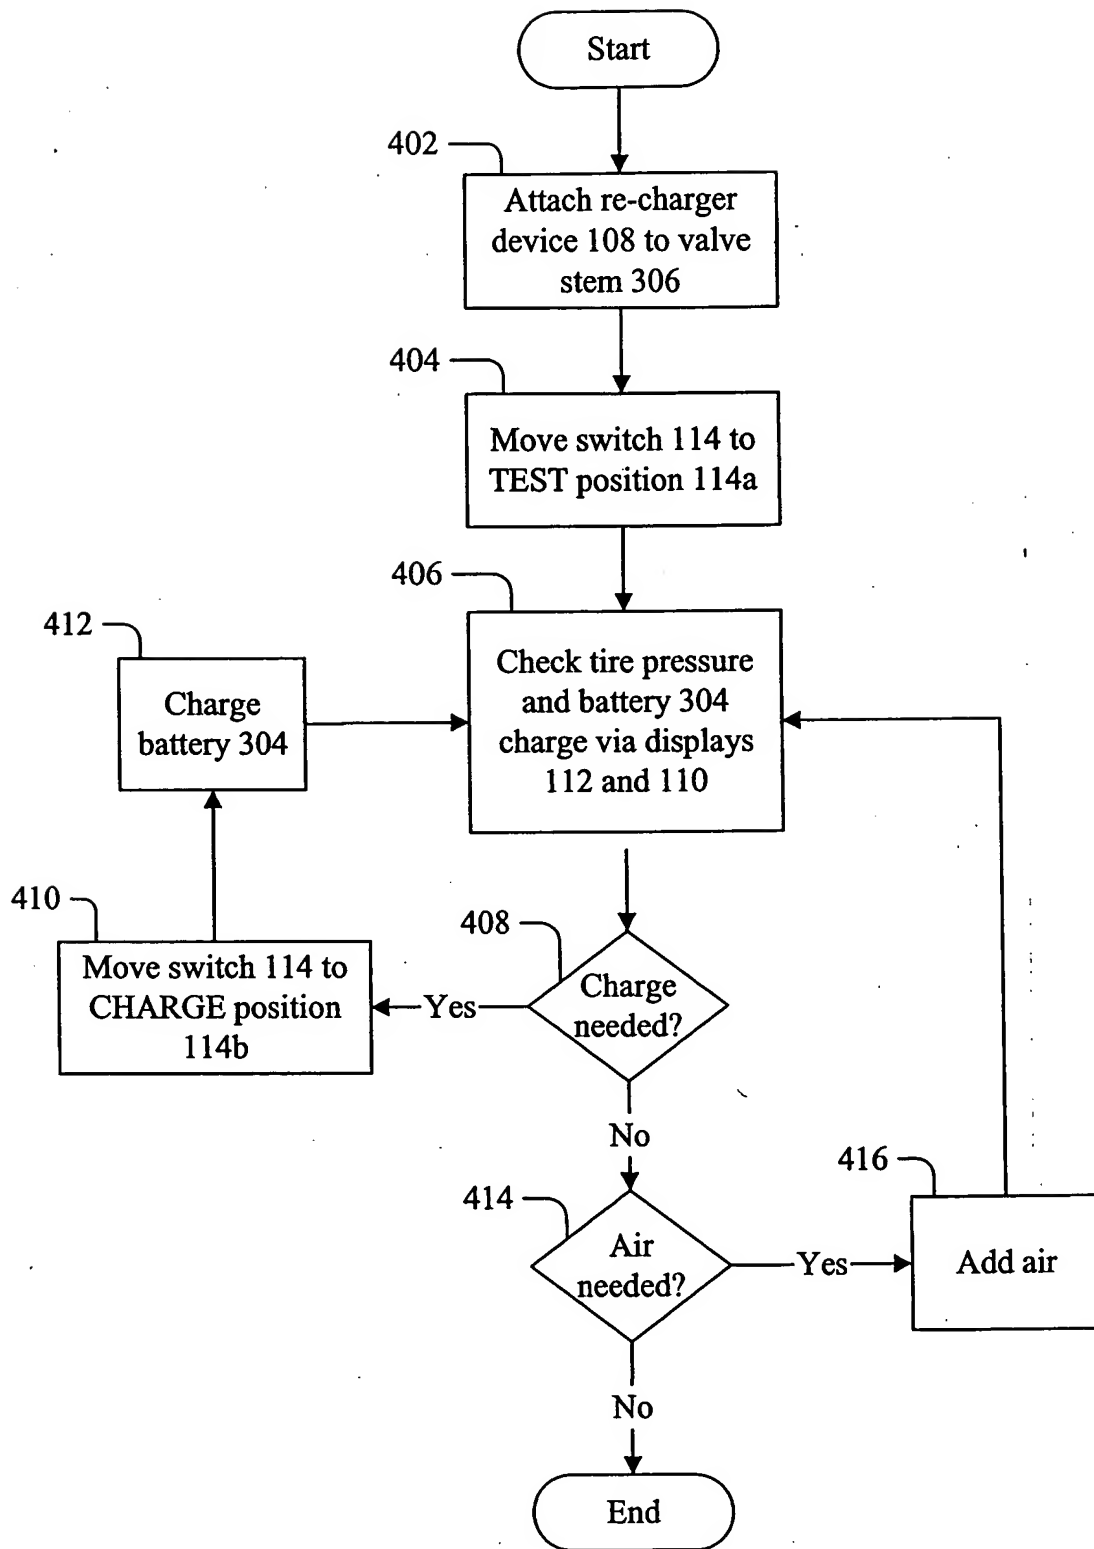 Start
402
Attach re-charger
device 108 to valve
stem 306
404
Move switch 114 to
TEST position 114a
406
Check tire pressure
and battery 304
charge via displays
112 and 110
412
Charge
battery 304
410
Move switch 114 to
CHARGE position
114b
408
Charge
needed?
Yes
No
414
Air
needed?
Yes
416
Add air
No
End